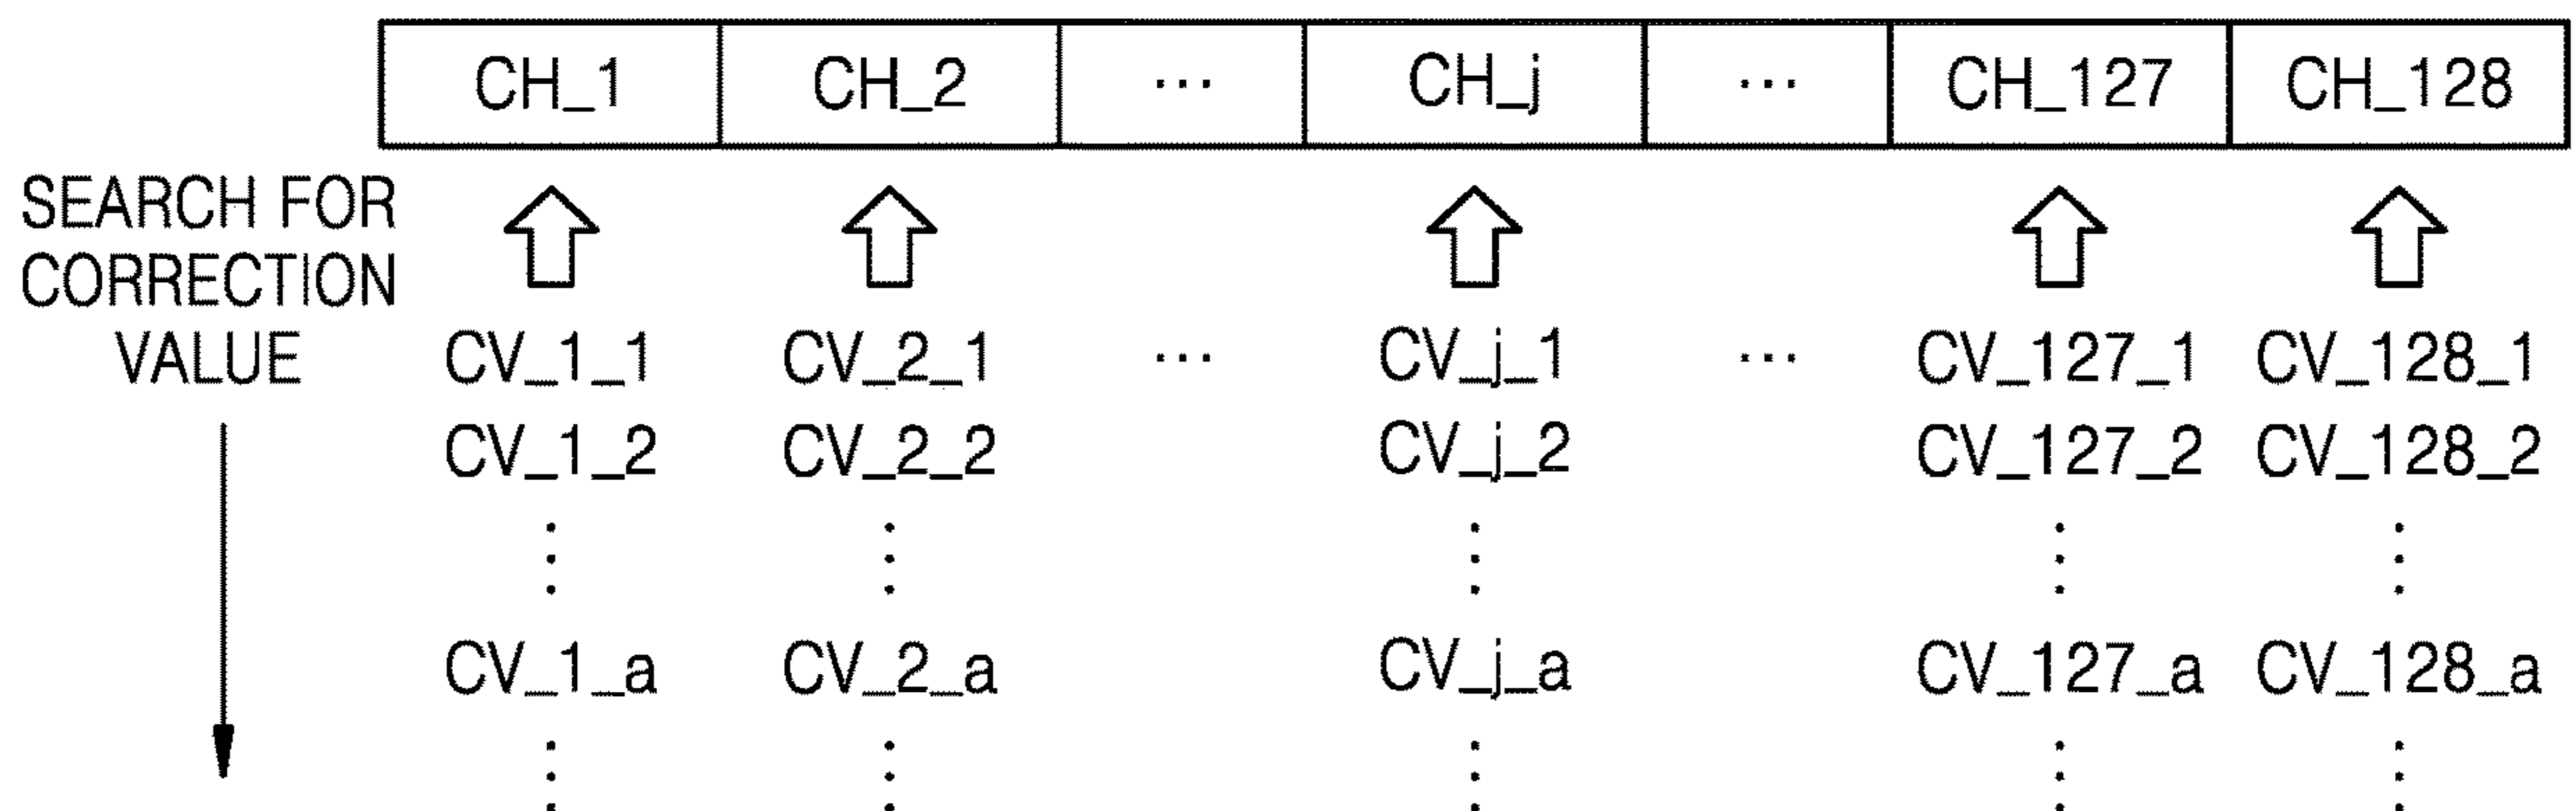 CH_1 CH_2 ... CH_j ... CH_127 CH_128
SEARCH FOR
CORRECTION
VALUE
CV_1_1 CV_2_1 ... CV_j_1 ... CV_127_1 CV_128_1
CV_1_2 CV_2_2 CV_j_2 CV_127_2 CV_128_2
CV_1_a CV_2_a CV_j_a CV_127_a CV_128_a